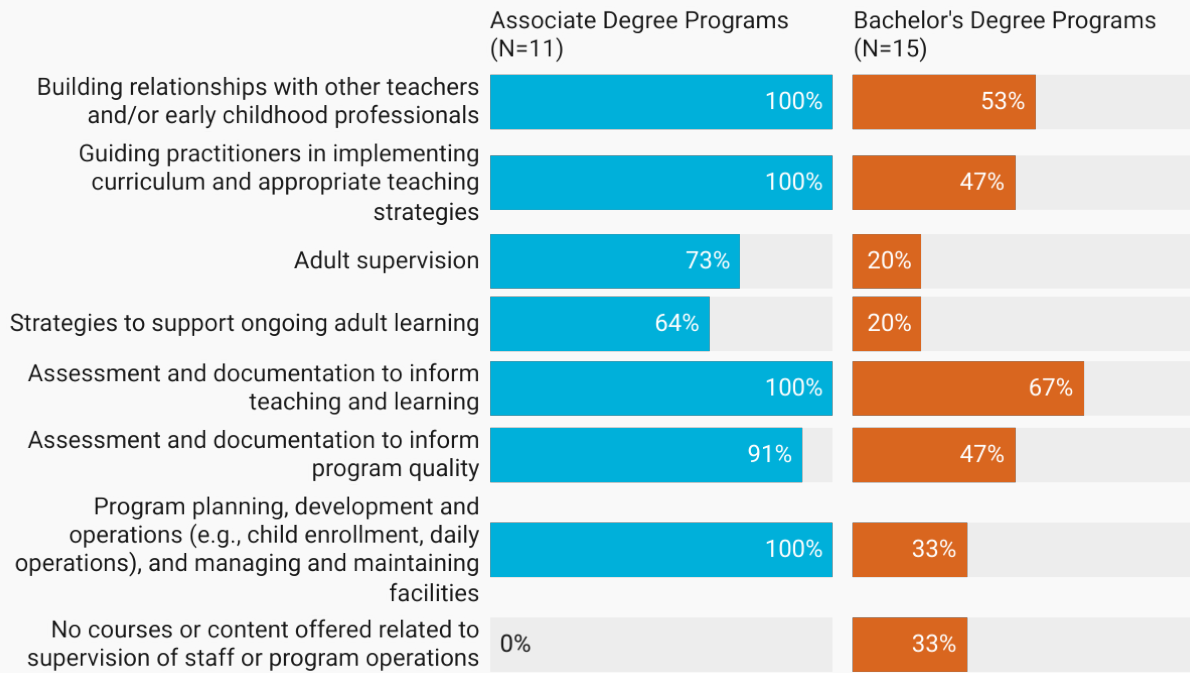 Associate Degree Programs
(N=11)
Bachelor's Degree Programs
(N=15)
Building relationships with other teachers
and/or early childhood professionals
100%
53%
Guiding practitioners in implementing
curriculum and appropriate teaching
strategies
100%
47%
Adult supervision
73%
20%
Strategies to support ongoing adult learning
64%
20%
Assessment and documentation to inform
teaching and learning
100%
67%
Assessment and documentation to inform
program quality
91%
47%
Program planning, development and
operations (e.g., child enrollment, daily
operations), and managing and maintaining
facilities
100%
33%
No courses or content offered related to
supervision of staff or program operations
0%
33%